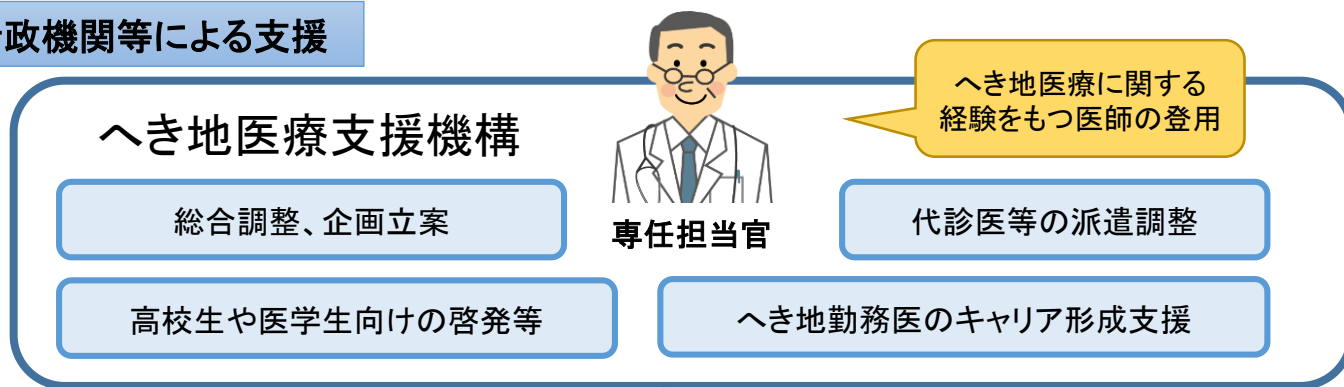 政機関等による支援
へき地医療支援機構
へき地医療に関する
経験をもつ医師の登用
総合調整、企画立案
専任担当官
代診医等の派遣調整
高校生や医学生向けの啓発等
へき地勤務医のキャリア形成支援